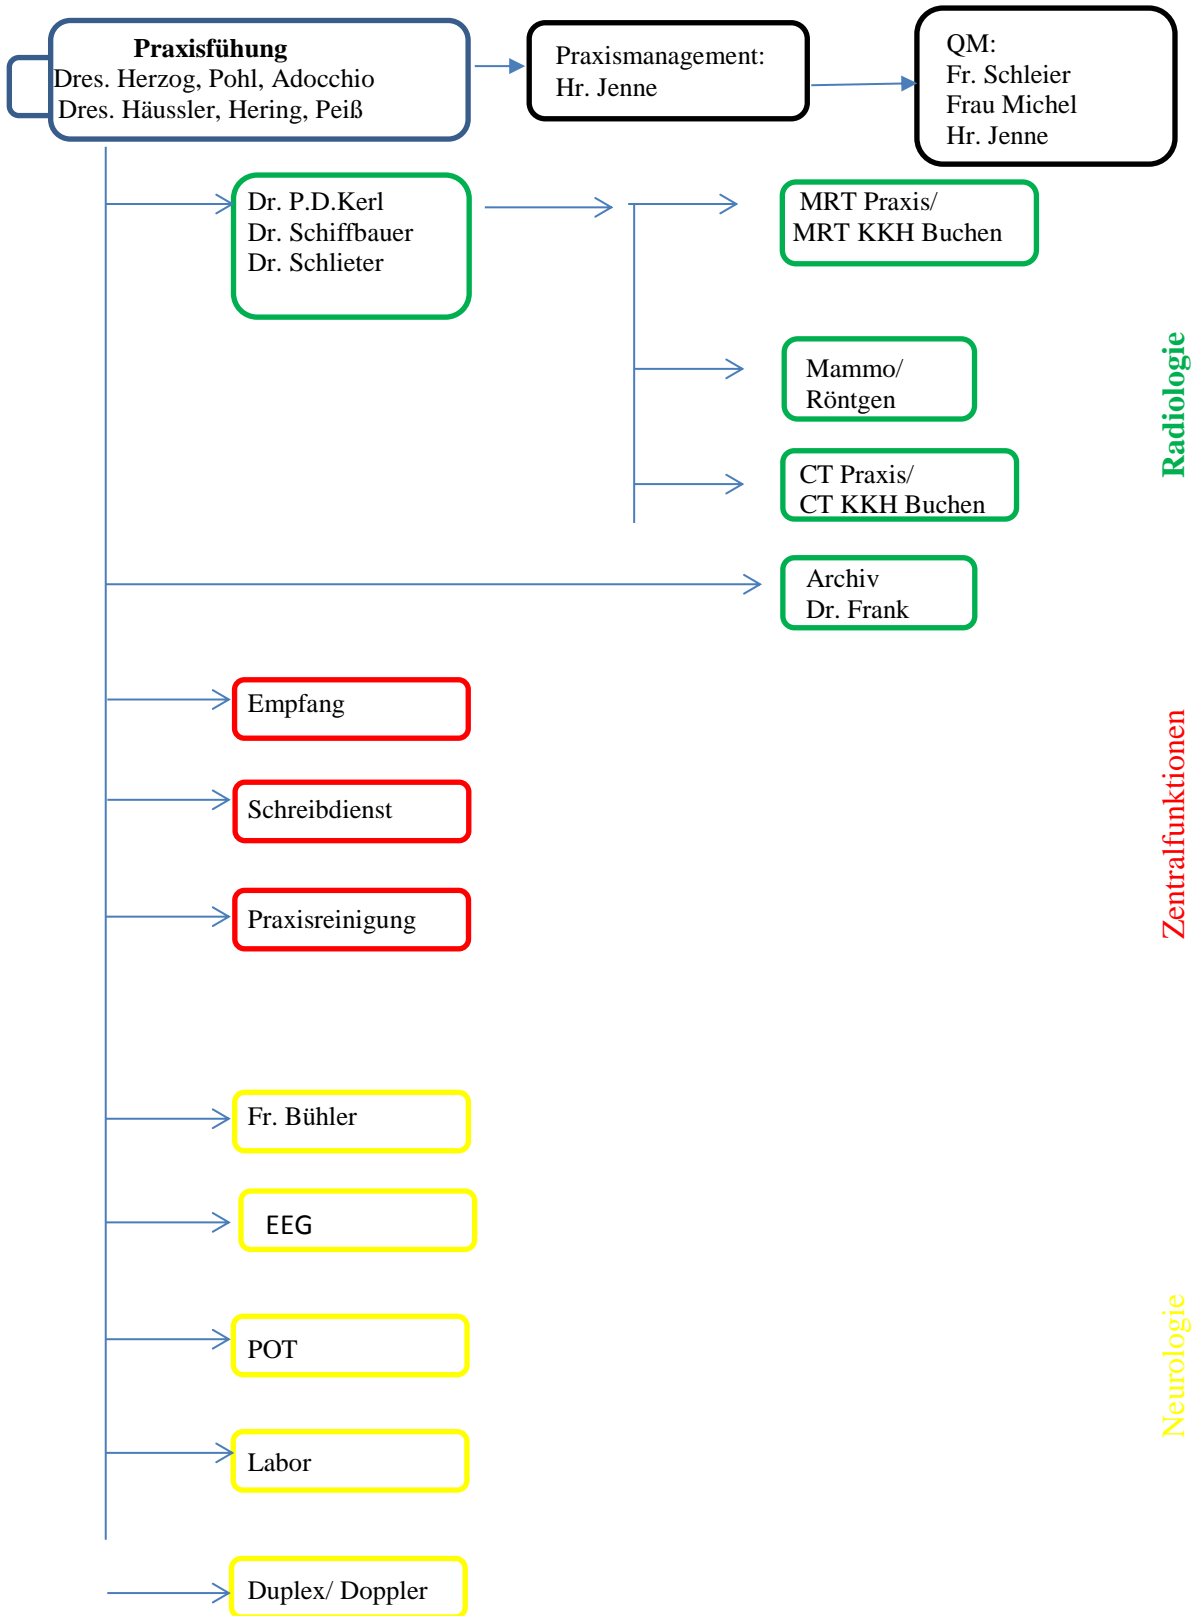 Praxisfühung
Dres. Herzog, Pohl, Adocchio
Dres. Häussler, Hering, Peiß
Praxismanagement:
Hr. Jenne
QM:
Fr. Schleier
Frau Michel
Hr. Jenne
Dr. P.D.Kerl
Dr. Schiffbauer
Dr. Schlieter
MRT Praxis/
MRT KKH Buchen
Mammo/
Röntgen
CT Praxis/
CT KKH Buchen
Archiv
Dr. Frank
Radiologie
Empfang
Schreibdienst
Praxisreinigung
Zentralfunktionen
Fr. Bühler
EEG
POT
Labor
Duplex/ Doppler
Neurologie